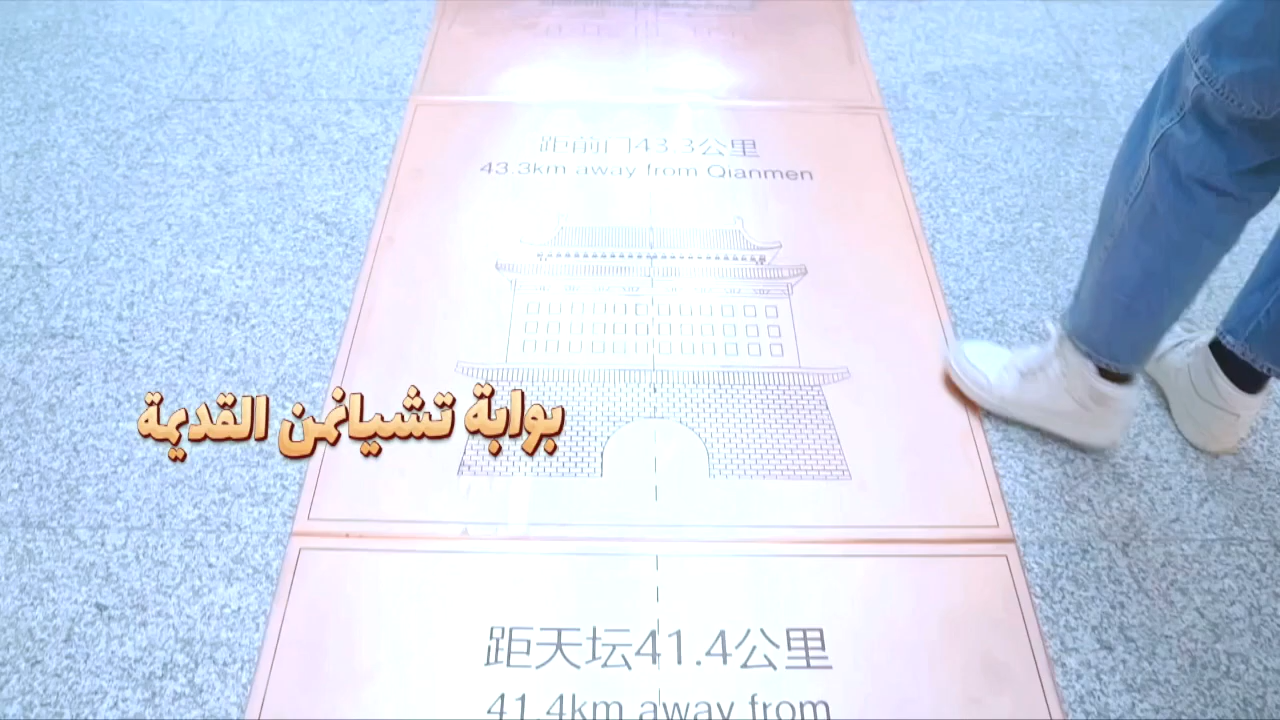 距前门43.3公里
43.3km away from Qianmen
بوابة تشيانمن القديمة
距天坛41.4公里
41.4km away from